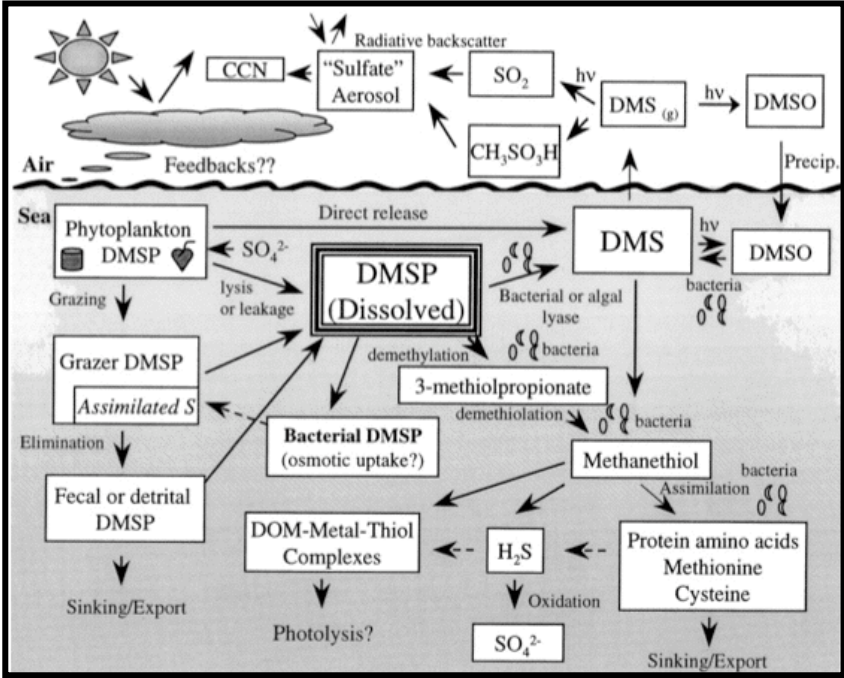 Radiative backscatter
CCN
"Sulfate"
Aerosol
SO₂
hν
DMS (g)
hν
DMSO
CH₃SO₃H
Air
Feedbacks??
Precip.
Sea
Phytoplankton
DMSP
SO₄²⁻
Direct release
DMS
hν
DMSO
bacteria
Grazing
lysis
or leakage
DMSP
(Dissolved)
Bacterial or algal
lyase
demethylation
bacteria
Grazer DMSP
Assimilated S
3-methiolpropionate
demethiolation
bacteria
Elimination
Bacterial DMSP
(osmotic uptake?)
Methanethiol
bacteria
Assimilation
Fecal or detrital
DMSP
DOM-Metal-Thiol
Complexes
H₂S
Protein amino acids
Methionine
Cysteine
Sinking/Export
Photolysis?
Oxidation
SO₄²⁻
Sinking/Export